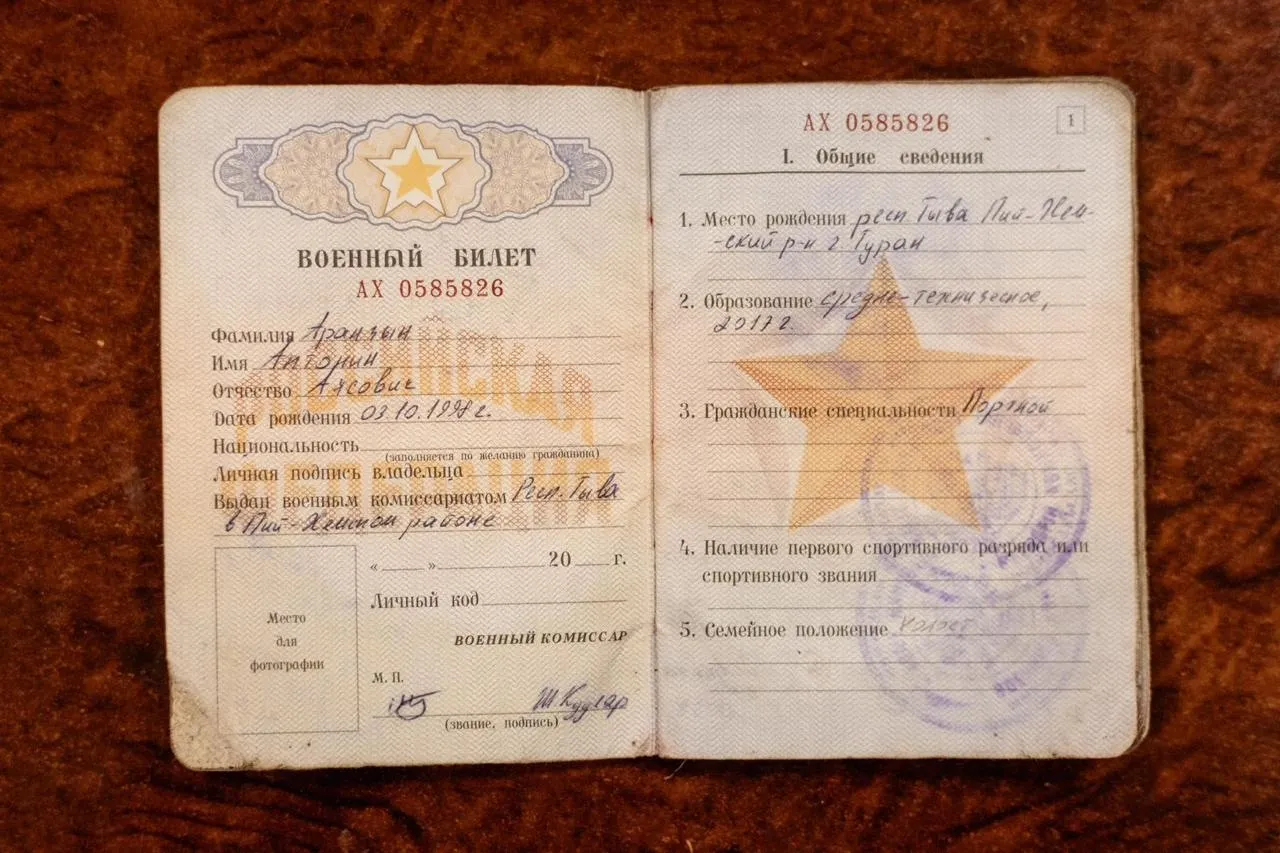 ВОЕННЫЙ БИЛЕТ
АХ 0585826
Фамилия Аранзын
Имя
Отчество Аясович
Дата рождения 03.10.1998 г.
Национальность
(заполняется по желанию гражданина)
Личная подпись владельца
Выдан военным комиссариатом Респ. Тыва
в Пий-Хемском районе
« » 20 г.
Личный код
ВОЕННЫЙ КОМИССАР
М. П.
Ш Кудлар
(звание, подпись)
Место
для
фотографии
АХ 0585826
1
I. Общие сведения
1. Место рождения респ Тыва Пий-Хем-
-ский р-н г. Туран
2. Образование средне-техническое,
2017 г.
3. Гражданские специальности Портной
4. Наличие первого спортивного разряда или
спортивного звания
5. Семейное положение холост